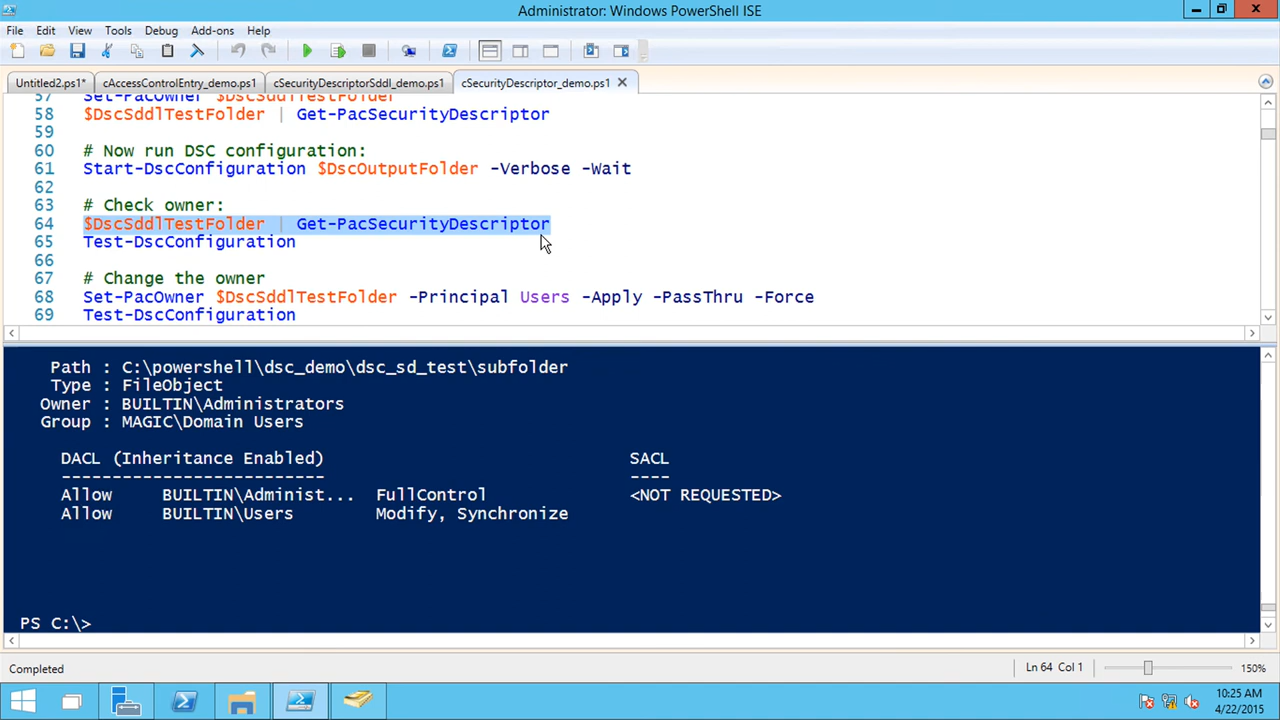 Administrator: Windows PowerShell ISE
File Edit View Tools Debug Add-ons Help
Untitled2.ps1* cAccessControlEntry_demo.ps1 cSecurityDescriptorSddl_demo.ps1 cSecurityDescriptor_demo.ps1
57 Set-PacOwner $DscSddlTestFolder
58 $DscSddlTestFolder | Get-PacSecurityDescriptor
59
60 # Now run DSC configuration:
61 Start-DscConfiguration $DscOutputFolder -Verbose -Wait
62
63 # Check owner:
64 $DscSddlTestFolder | Get-PacSecurityDescriptor
65 Test-DscConfiguration
66
67 # Change the owner
68 Set-PacOwner $DscSddlTestFolder -Principal Users -Apply -PassThru -Force
69 Test-DscConfiguration
Path : C:\powershell\dsc_demo\dsc_sd_test\subfolder
Type : FileObject
Owner : BUILTIN\Administrators
Group : MAGIC\Domain Users
DACL (Inheritance Enabled) SACL
-------------------------- ----
Allow BUILTIN\Administ... FullControl <NOT REQUESTED>
Allow BUILTIN\Users Modify, Synchronize
PS C:\>
Completed Ln 64 Col 1 150%
10:25 AM
4/22/2015